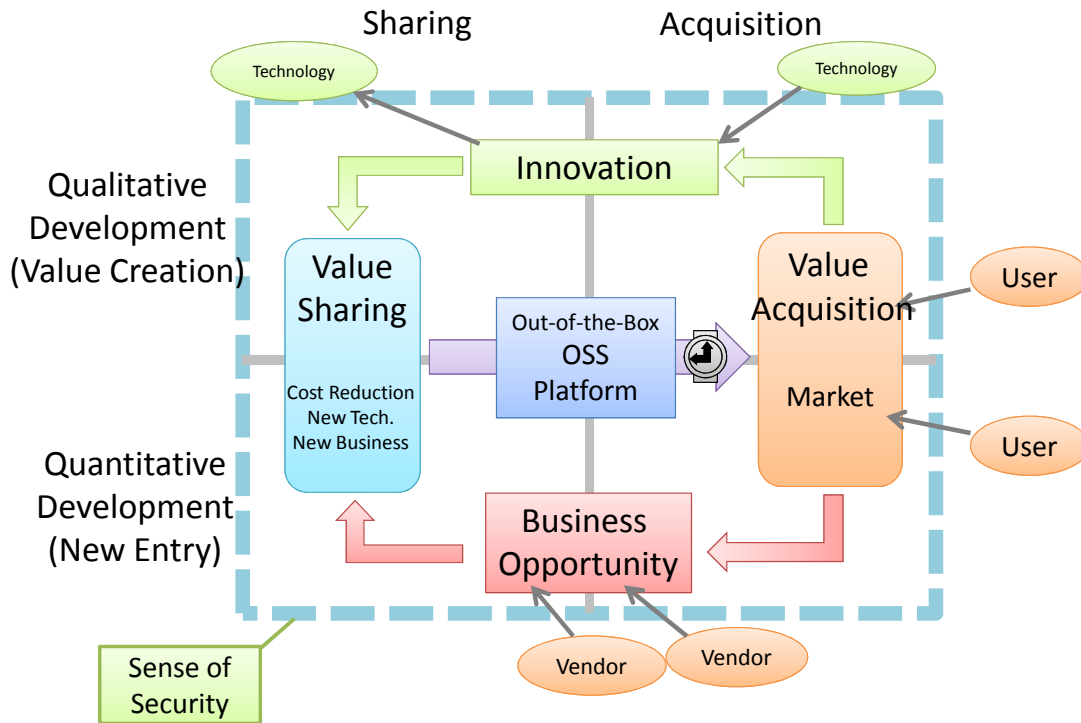 Sharing
Acquisition
Technology
Technology
Innovation
Qualitative
Development
(Value Creation)
Value
Sharing
Cost Reduction
New Tech.
New Business
Out-of-the-Box
OSS
Platform
Value
Acquisition
Market
User
User
Quantitative
Development
(New Entry)
Business
Opportunity
Vendor
Vendor
Sense of
Security